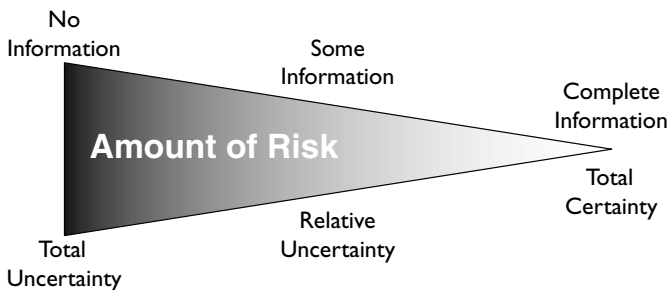 No
Information
Some
Information
Complete
Information
Amount of Risk
Total
Certainty
Relative
Uncertainty
Total
Uncertainty